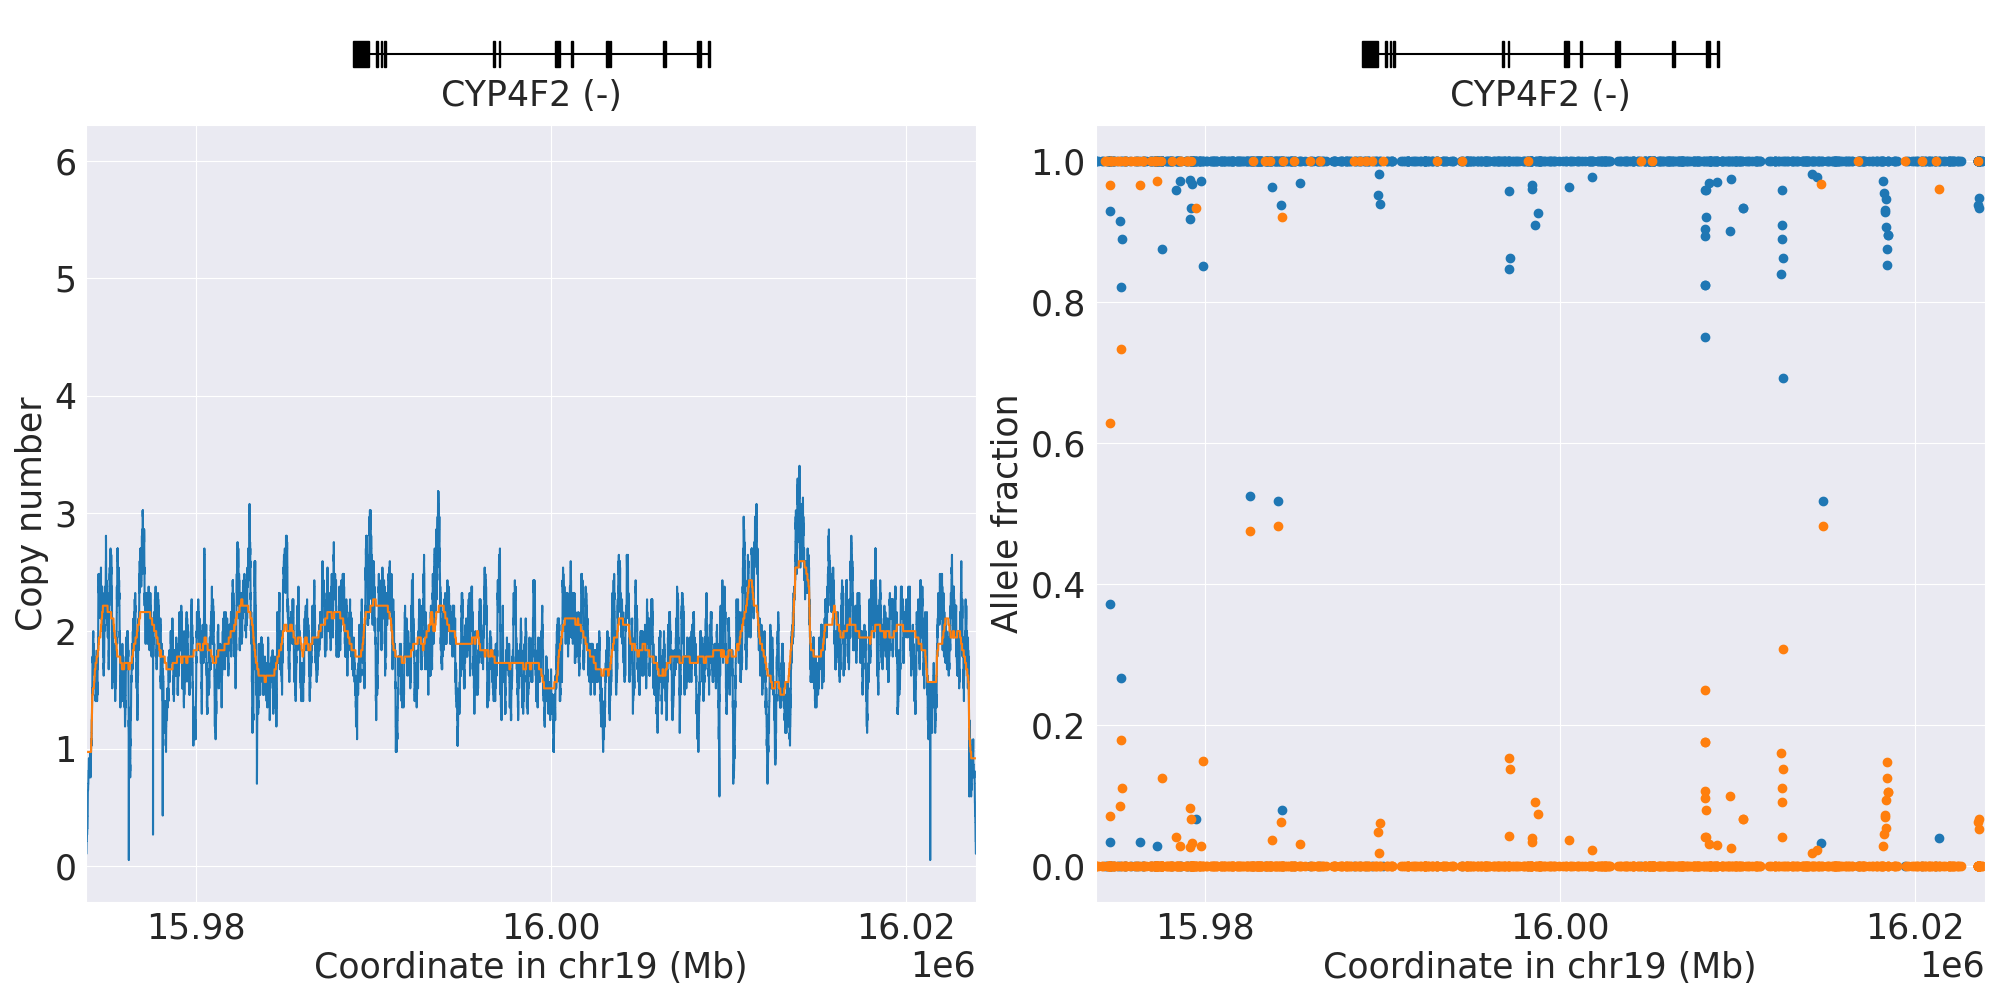 CYP4F2 (-)
6
5
4
3
2
1
0
Copy number
15.98
16.00
16.02
Coordinate in chr19 (Mb)
1e6
CYP4F2 (-)
1.0
0.8
0.6
0.4
0.2
0.0
Allele fraction
15.98
16.00
16.02
Coordinate in chr19 (Mb)
1e6